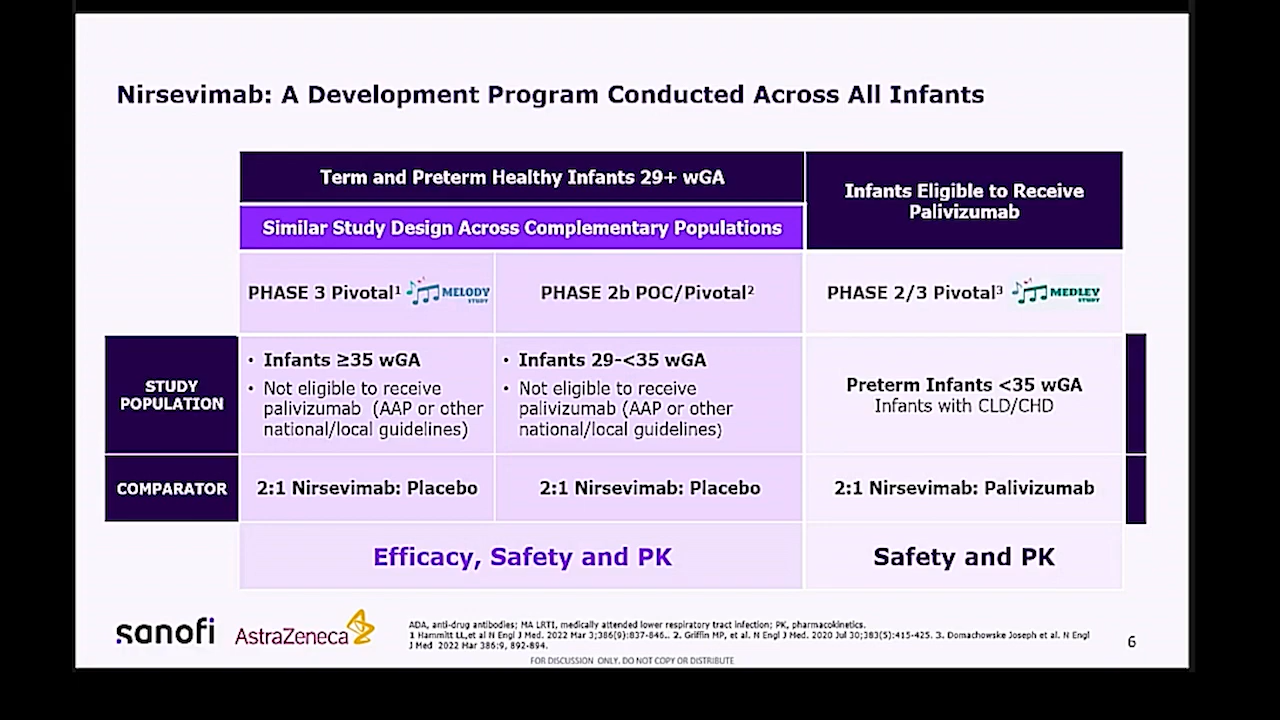 Nirsevimab: A Development Program Conducted Across All Infants
Term and Preterm Healthy Infants 29+ wGA
Similar Study Design Across Complementary Populations
Infants Eligible to Receive
Palivizumab
PHASE 3 Pivotal¹ MELODY
STUDY
PHASE 2b POC/Pivotal²
PHASE 2/3 Pivotal³ MEDLEY
STUDY
STUDY
POPULATION
• Infants ≥35 wGA
• Not eligible to receive
palivizumab (AAP or other
national/local guidelines)
• Infants 29-<35 wGA
• Not eligible to receive
palivizumab (AAP or other
national/local guidelines)
Preterm Infants <35 wGA
Infants with CLD/CHD
COMPARATOR
2:1 Nirsevimab: Placebo
2:1 Nirsevimab: Placebo
2:1 Nirsevimab: Palivizumab
Efficacy, Safety and PK
Safety and PK
sanofi
AstraZeneca
ADA, anti-drug antibodies; MA LRTI, medically attended lower respiratory tract infection; PK, pharmacokinetics.
1 Hammitt LL,et al N Engl J Med. 2022 Mar 3;386(9):837-846.. 2. Griffin MP, et al. N Engl J Med. 2020 Jul 30;383(5):415-425. 3. Domachowske Joseph et al. N Engl
J Med 2022 Mar 386:9, 892-894.
6
FOR DISCUSSION ONLY. DO NOT COPY OR DISTRIBUTE